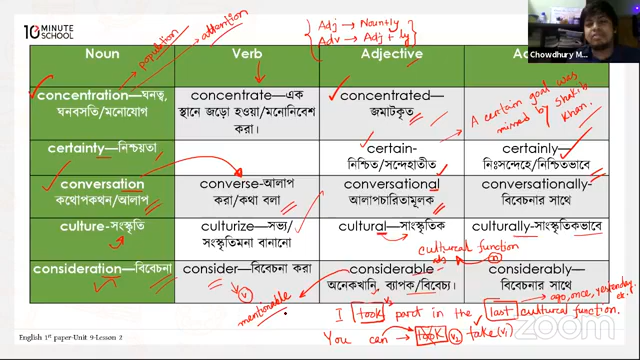 10 MINUTE SCHOOL
population
attention
Adj → Noun+ly
Adv → Adj + ly
Chowdhury M...
Noun
Verb
Adjective
concentration—ঘনত্ব, ঘনবসতি/মনোযোগ
concentrate—এক স্থানে জড়ো হওয়া/মনোনিবেশ করা।
concentrated—জমাটকৃত
A certain goal was missed by Shakib Khan.
certainty-নিশ্চয়তা
certain-নিশ্চিত/সন্দেহাতীত
certainly—নিঃসন্দেহে/নিশ্চিতভাবে
conversation—কথোপকথন/আলাপ
converse-আলাপ করা/কথা বলা
conversational-আলাপচারিতামূলক
conversationally-বিবেচনার সাথে
culture-সংস্কৃতি
culturize—সভ্য/সংস্কৃতিমনা বানানো
cultural—সাংস্কৃতিক
culturally-সাংস্কৃতিকভাবে
cultural function
adj
n
consideration—বিবেচনা
consider—বিবেচনা করা
considerable—অনেকখানি, ব্যাপক/বিবেচ্য।
considerably—বিবেচনার সাথে
v
mentionable
ago, once, yesterday etc.
I took part in the last cultural function.
You can → took (v2) take (v1)
English 1st paper-Unit 9-Lesson 2
zoom